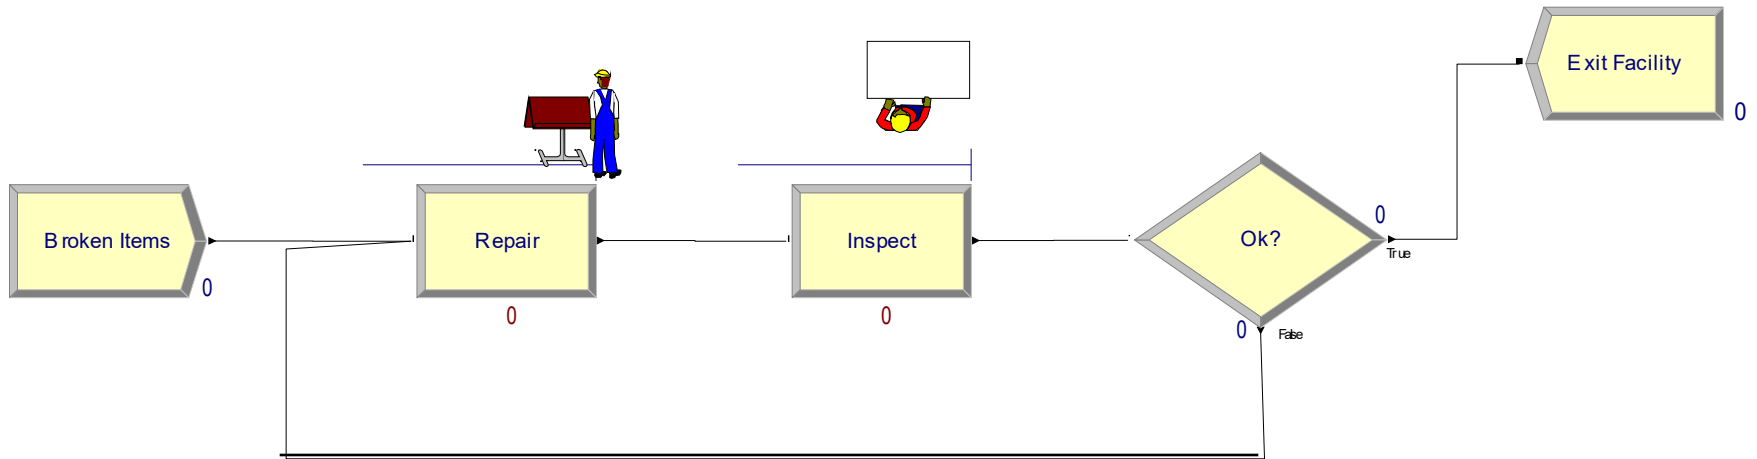 Exit Facility
0
Broken Items
0
Repair
0
Inspect
0
Ok?
0
True
0
False